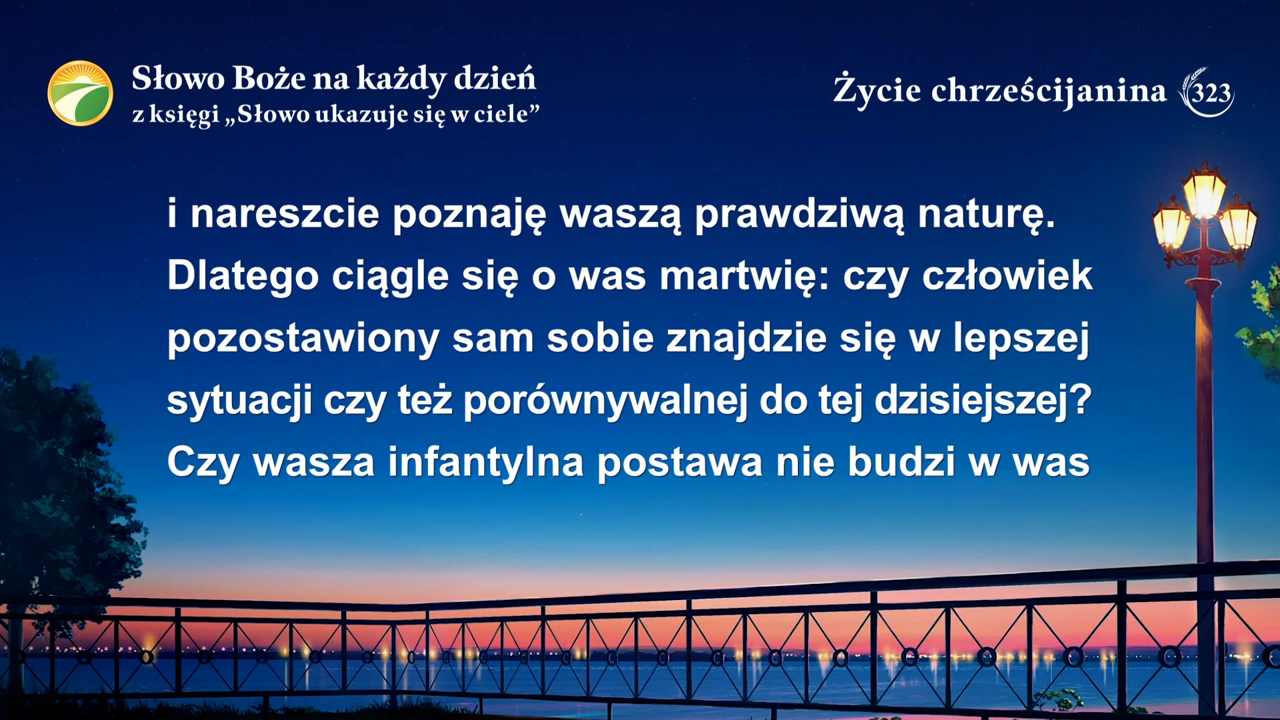 Słowo Boże na każdy dzień
z księgi „Słowo ukazuje się w ciele”
Życie chrześcijanina 323
i nareszcie poznaję waszą prawdziwą naturę.
Dlatego ciągle się o was martwię: czy człowiek
pozostawiony sam sobie znajdzie się w lepszej
sytuacji czy też porównywalnej do tej dzisiejszej?
Czy wasza infantylna postawa nie budzi w was